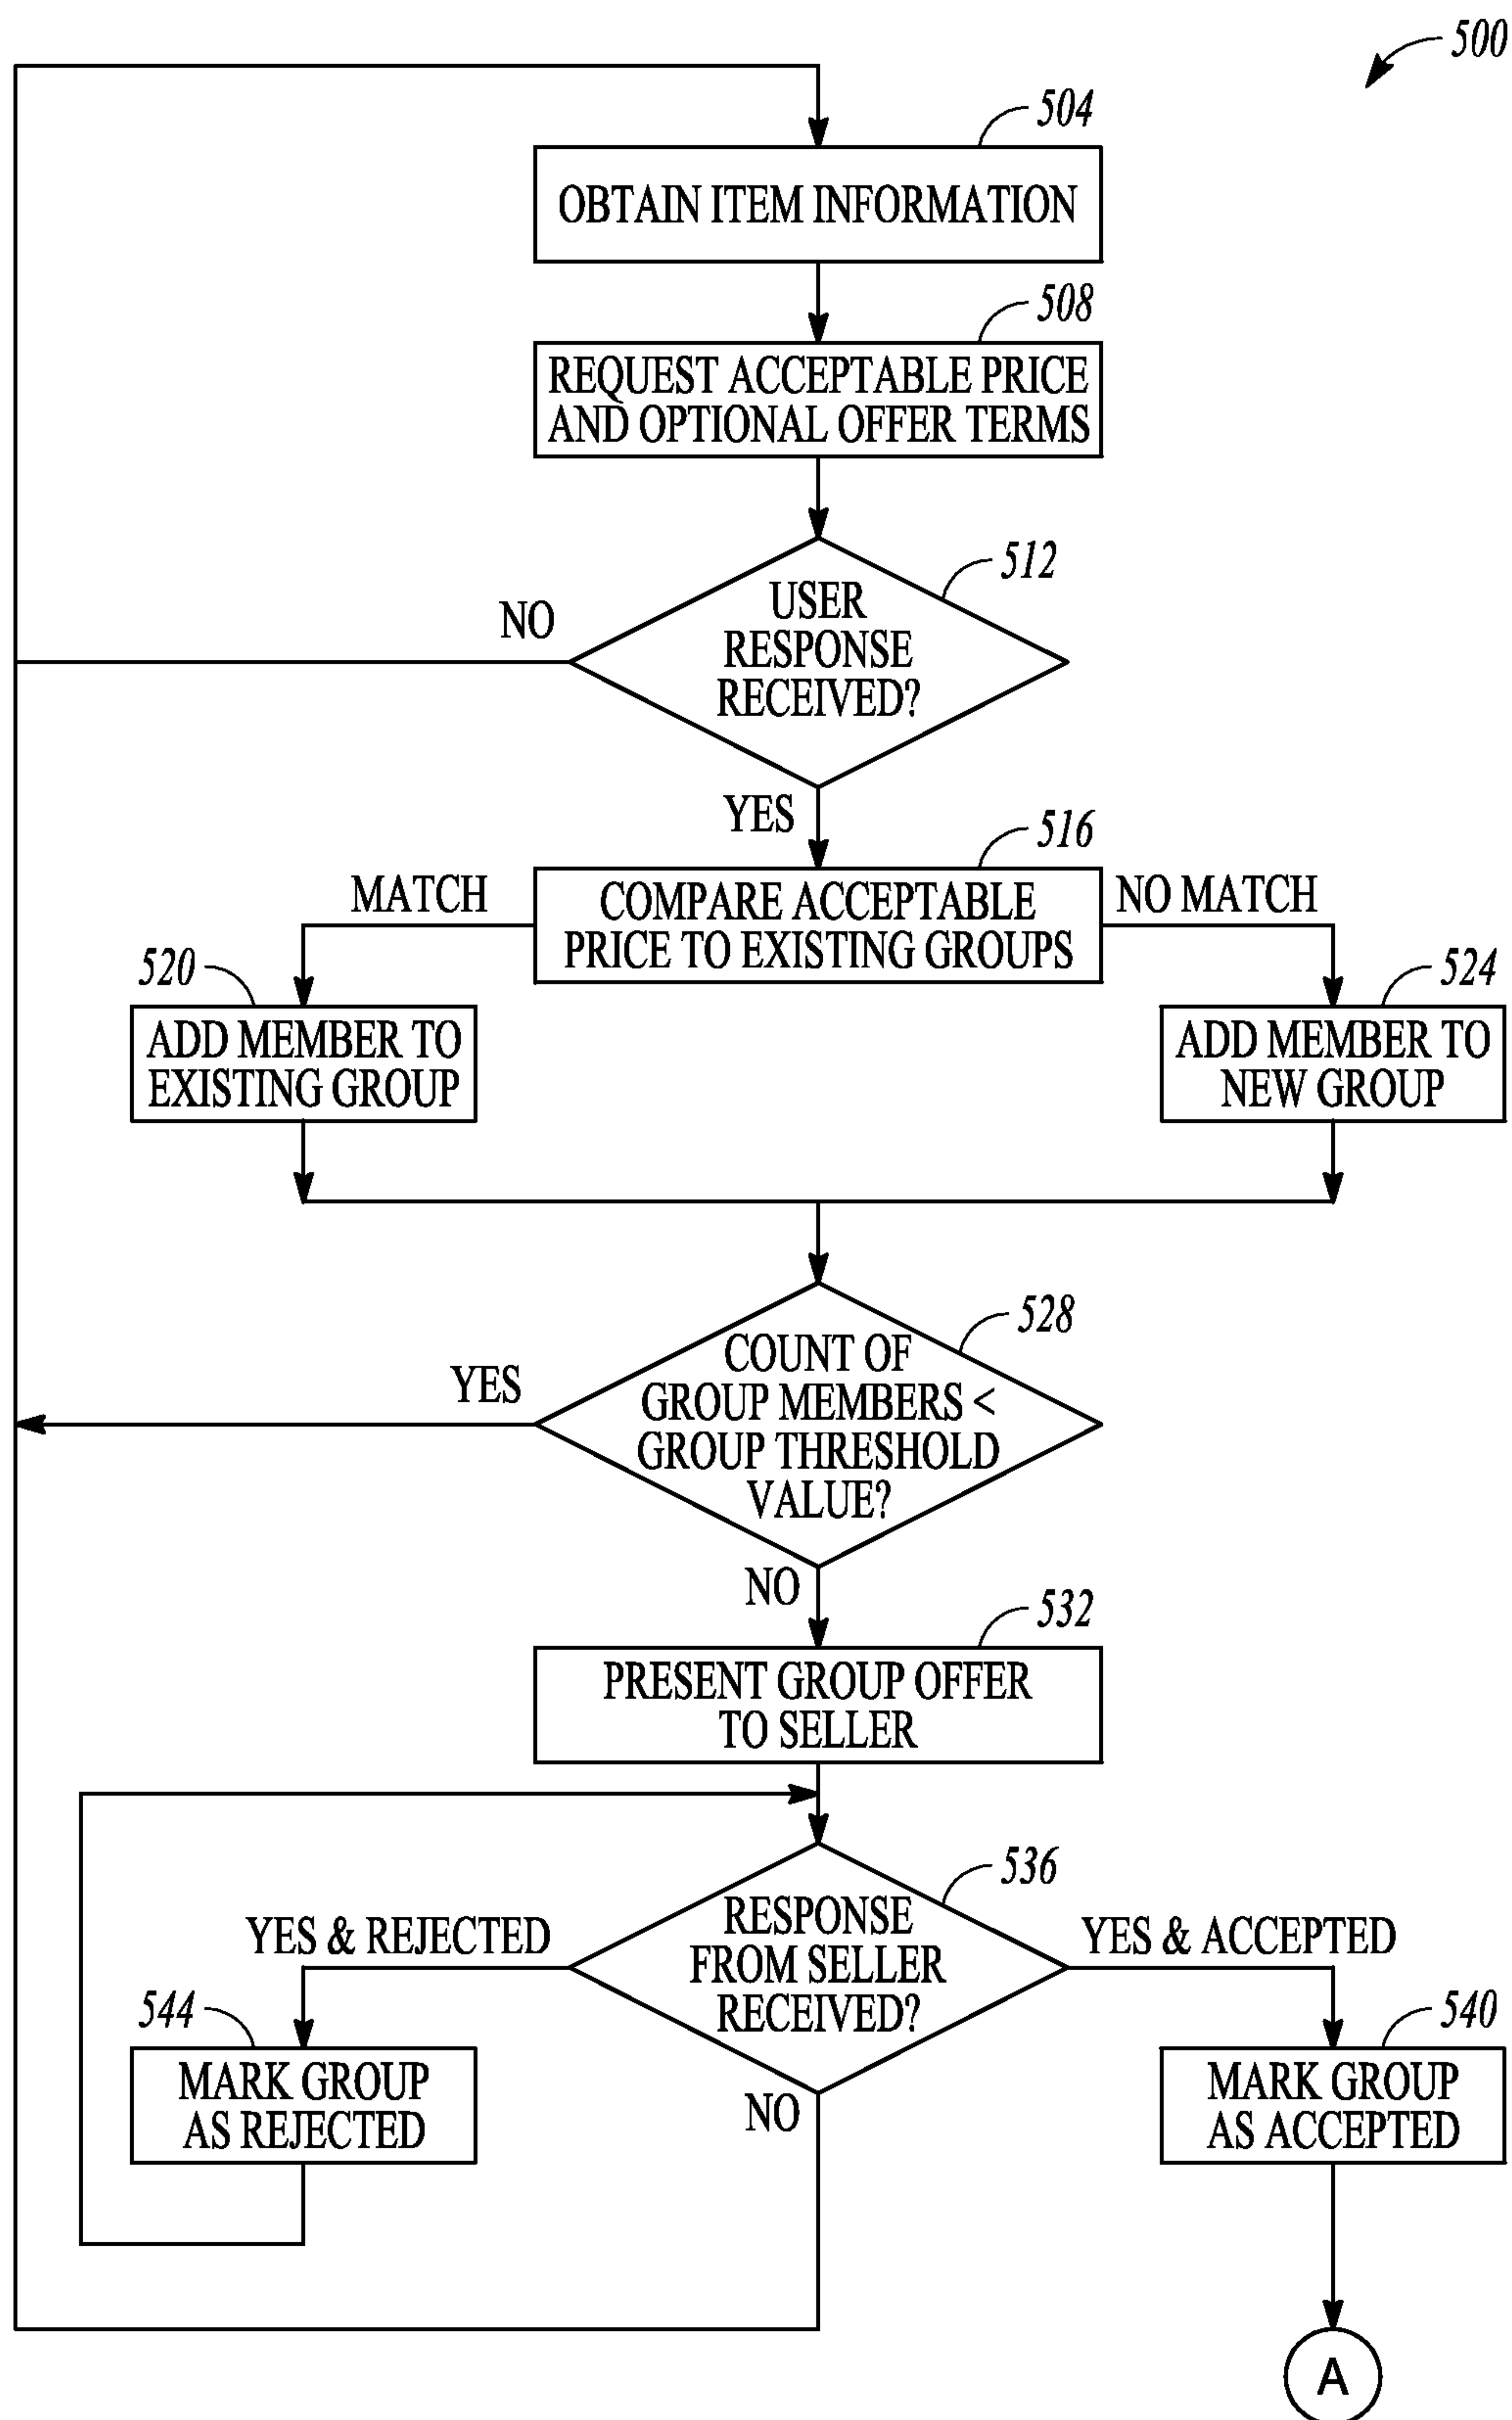 500
504
OBTAIN ITEM INFORMATION
508
REQUEST ACCEPTABLE PRICE
AND OPTIONAL OFFER TERMS
512
NO
USER
RESPONSE
RECEIVED?
YES
516
MATCH
COMPARE ACCEPTABLE
PRICE TO EXISTING GROUPS
NO MATCH
520
524
ADD MEMBER TO
EXISTING GROUP
ADD MEMBER TO
NEW GROUP
528
YES
COUNT OF
GROUP MEMBERS <
GROUP THRESHOLD
VALUE?
NO
532
PRESENT GROUP OFFER
TO SELLER
536
YES & REJECTED
RESPONSE
FROM SELLER
RECEIVED?
YES & ACCEPTED
544
540
MARK GROUP
AS REJECTED
NO
MARK GROUP
AS ACCEPTED
A